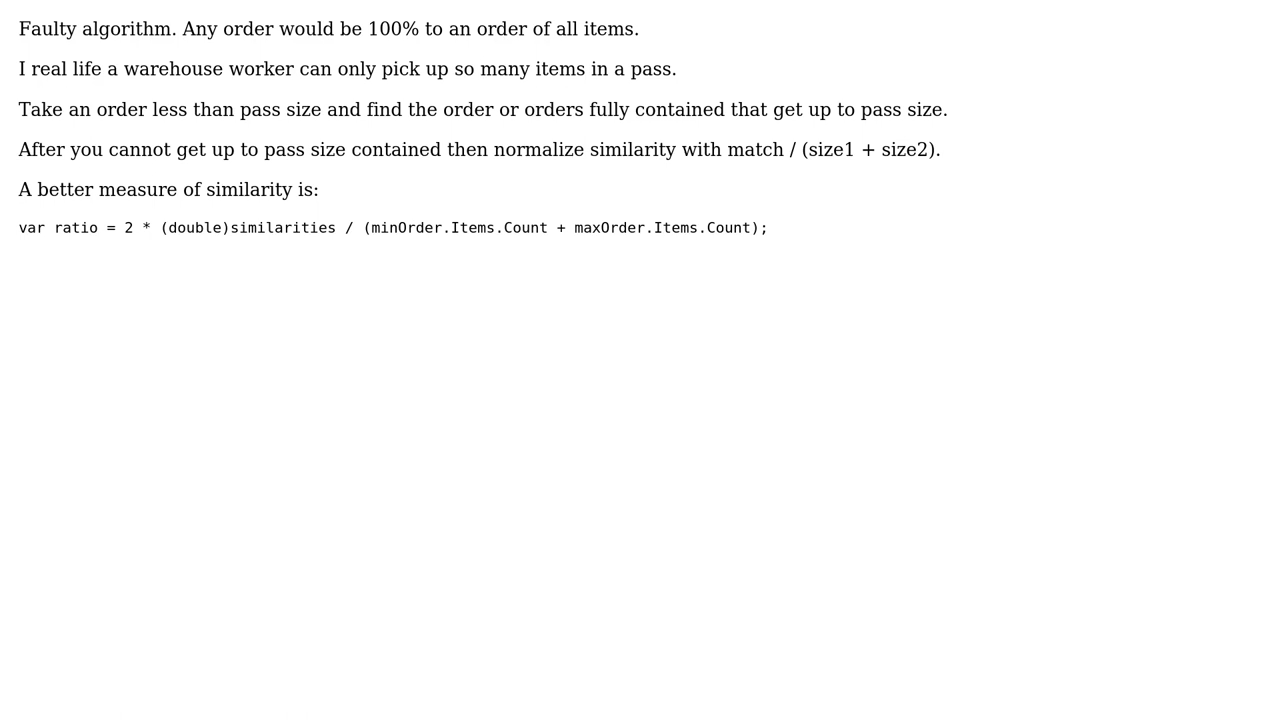 Faulty algorithm. Any order would be 100% to an order of all items.
I real life a warehouse worker can only pick up so many items in a pass.
Take an order less than pass size and find the order or orders fully contained that get up to pass size.
After you cannot get up to pass size contained then normalize similarity with match / (size1 + size2).
A better measure of similarity is:
var ratio = 2 * (double)similarities / (minOrder.Items.Count + maxOrder.Items.Count);